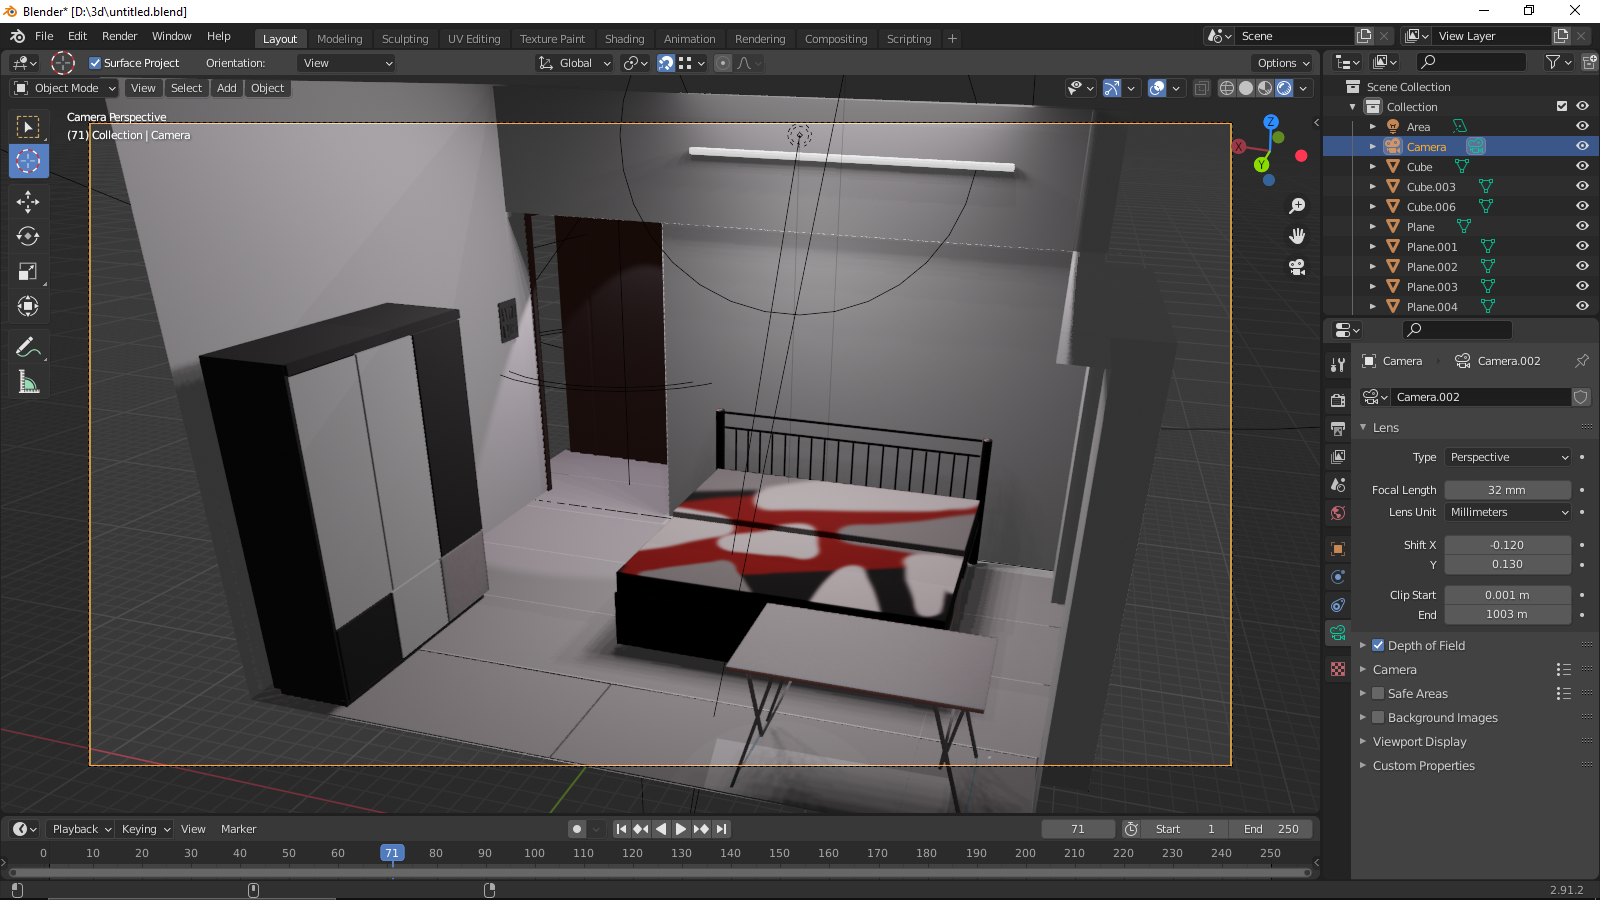 Blender* [D:\3d\untitled.blend]
File Edit Render Window Help Layout Modeling Sculpting UV Editing Texture Paint Shading Animation Rendering Compositing Scripting + Scene View Layer
Surface Project Orientation: View Global Options
Object Mode View Select Add Object
Camera Perspective
(71) Collection | Camera
Z
X
Y
Scene Collection
Collection
Area
Camera
Cube
Cube.003
Cube.006
Plane
Plane.001
Plane.002
Plane.003
Plane.004
Camera Camera.002
Camera.002
Lens
Type Perspective
Focal Length 32 mm
Lens Unit Millimeters
Shift X -0.120
Y 0.130
Clip Start 0.001 m
End 1003 m
Depth of Field
Camera
Safe Areas
Background Images
Viewport Display
Custom Properties
Playback Keying View Marker 71 Start 1 End 250
0 10 20 30 40 50 60 71 80 90 100 110 120 130 140 150 160 170 180 190 200 210 220 230 240 250
2.91.2